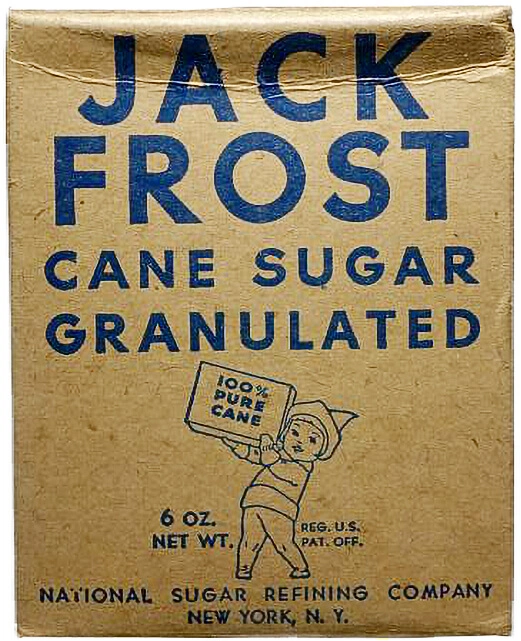 JACK
FROST
CANE SUGAR
GRANULATED
100%
PURE
CANE
6 OZ.
NET WT.
REG. U.S.
PAT. OFF.
NATIONAL SUGAR REFINING COMPANY
NEW YORK, N. Y.